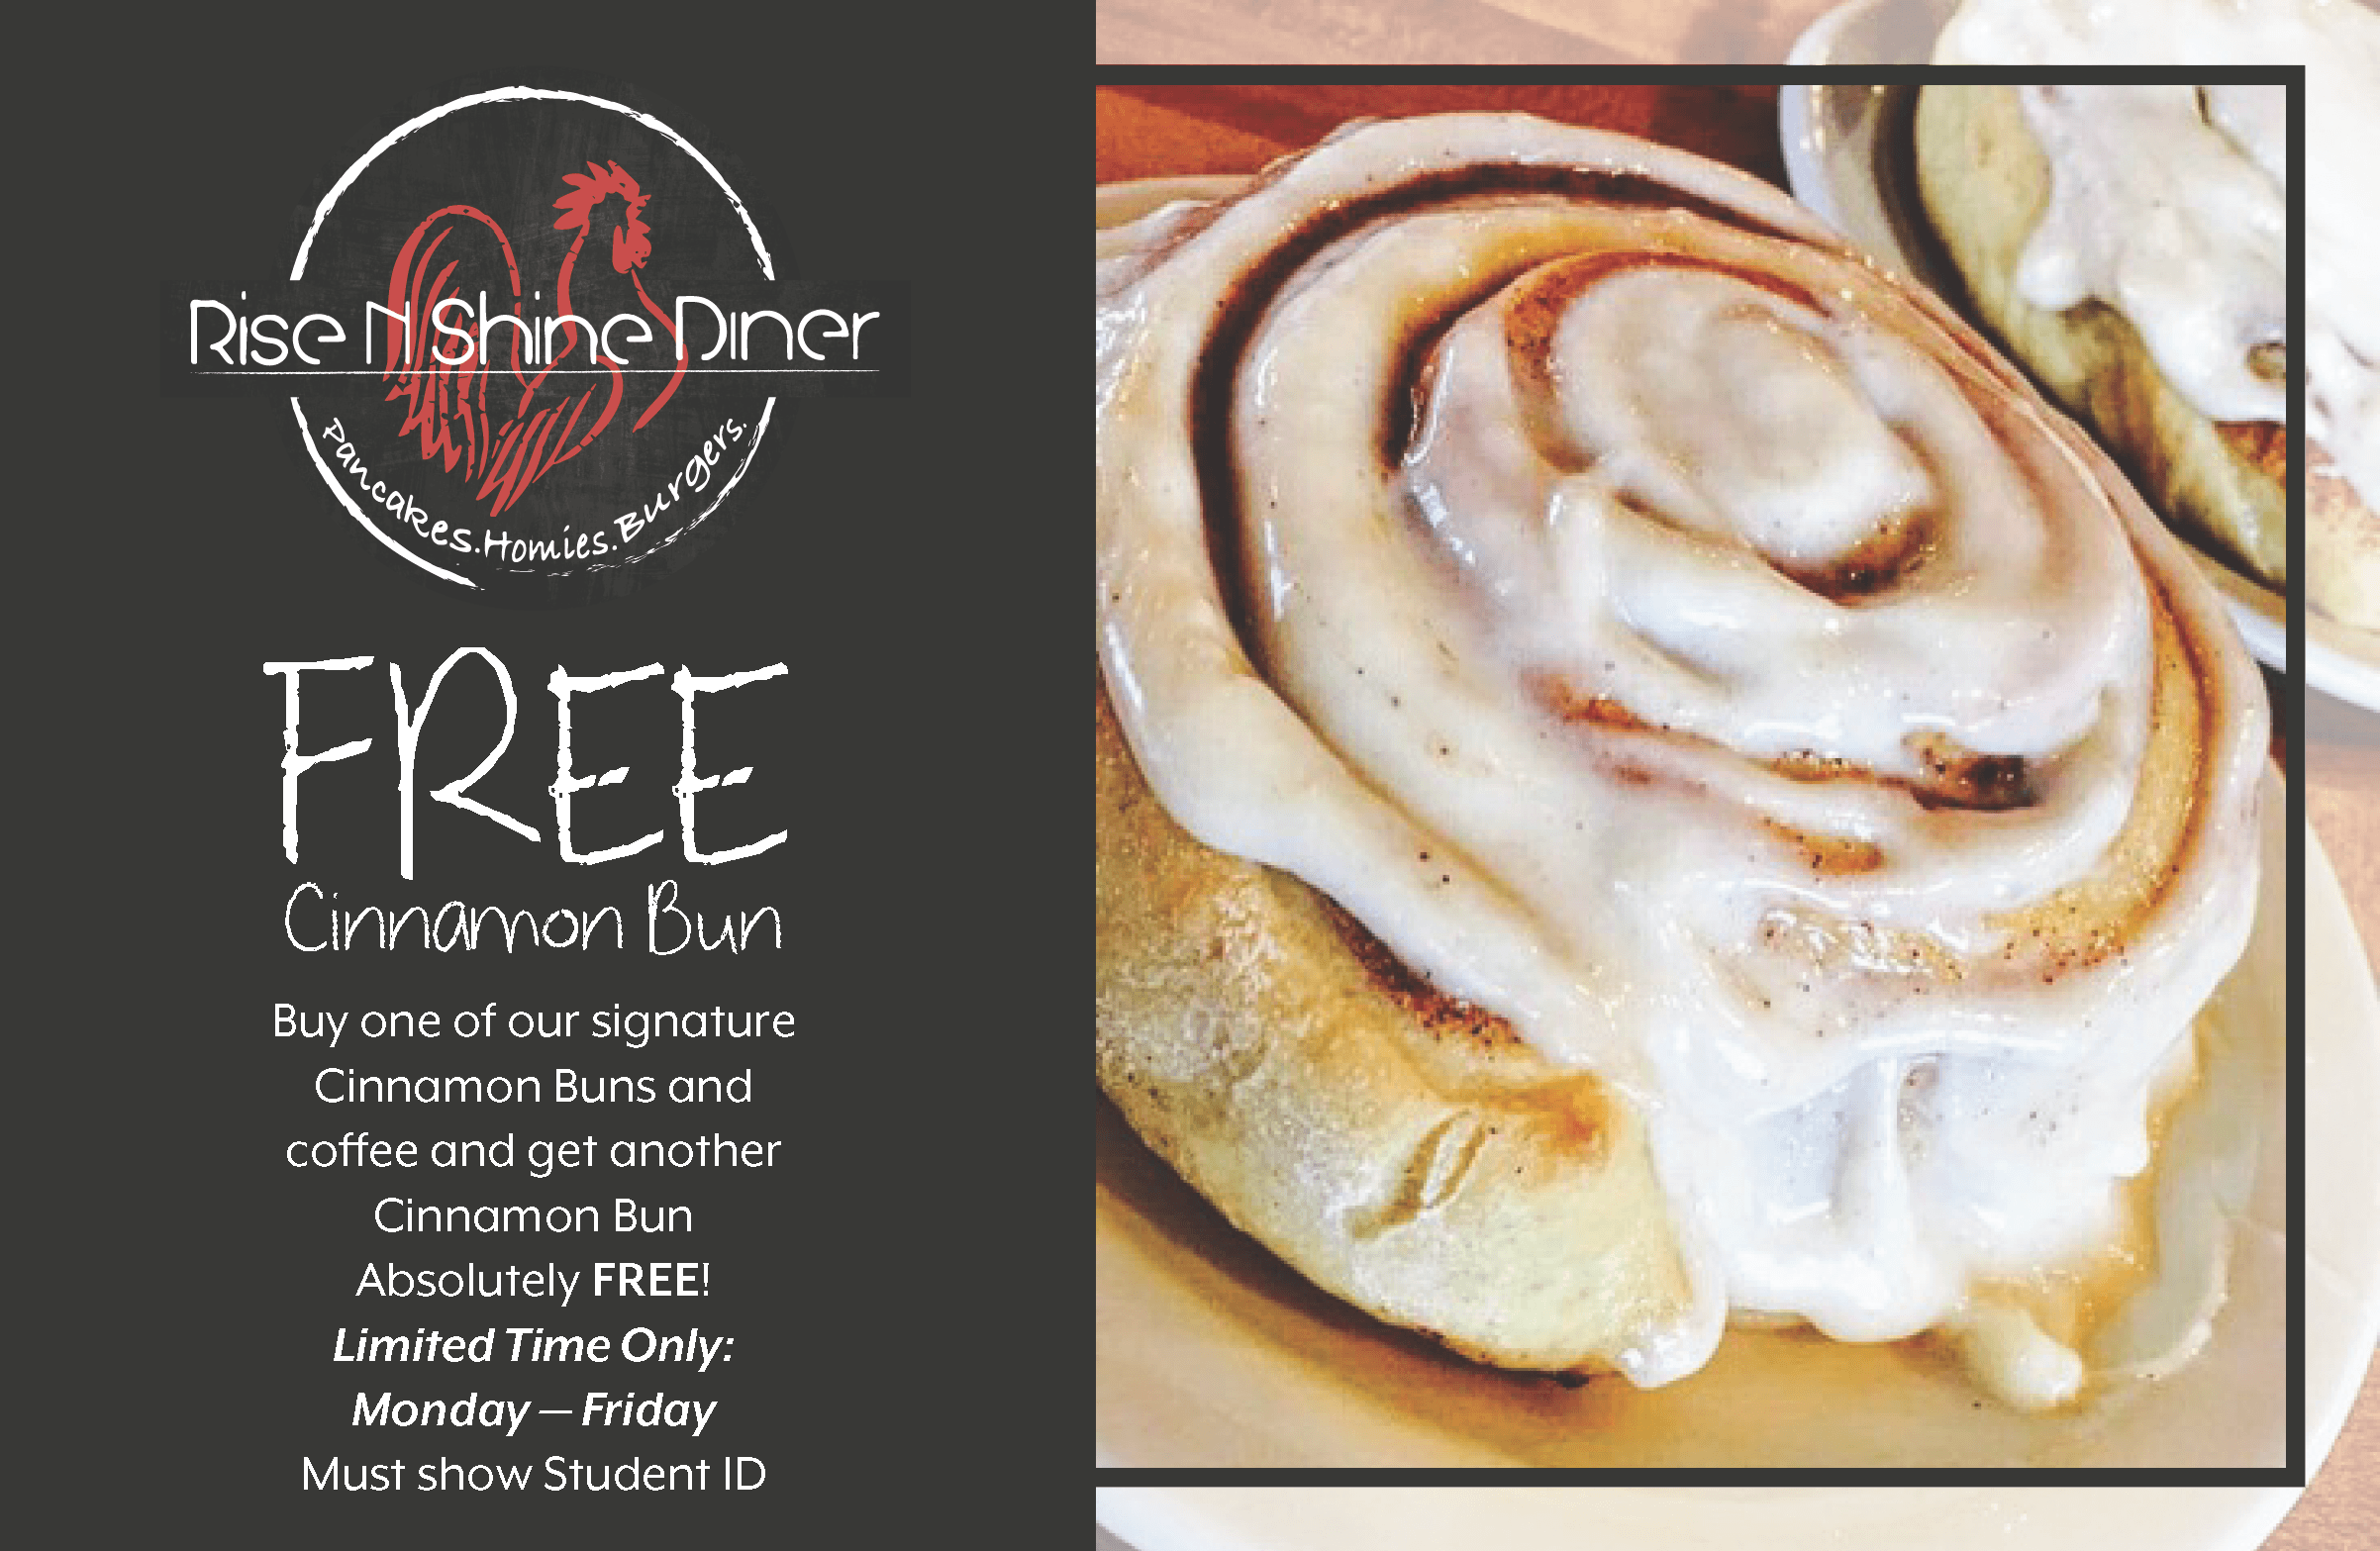 Rise N Shine Diner
Pancakes.Homies.Burgers.
FREE
Cinnamon Bun
Buy one of our signature
Cinnamon Buns and
coffee and get another
Cinnamon Bun
Absolutely FREE!
Limited Time Only:
Monday — Friday
Must show Student ID